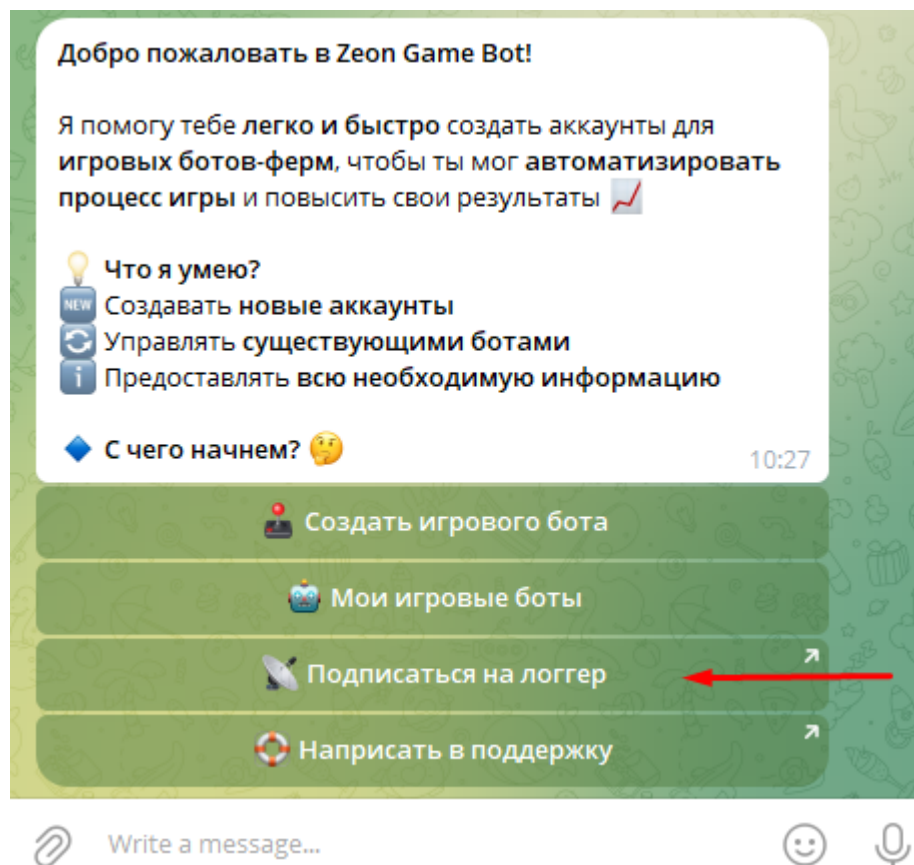 Добро пожаловать в Zeon Game Bot!
Я помогу тебе легко и быстро создать аккаунты для
игровых ботов-ферм, чтобы ты мог автоматизировать
процесс игры и повысить свои результаты 📈
💡 Что я умею?
🆕 Создавать новые аккаунты
🔄 Управлять существующими ботами
ℹ️ Предоставлять всю необходимую информацию
🔹 С чего начнем? 🤔
10:27
🕹 Создать игрового бота
🤖 Мои игровые боты
📡 Подписаться на логгер
🛟 Написать в поддержку
Write a message...